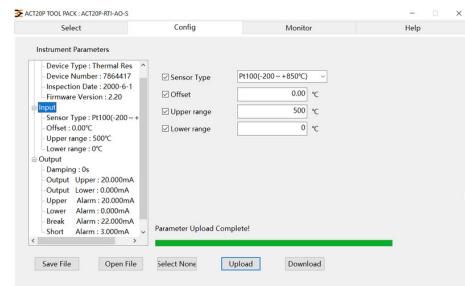 ACT20P TOOL PACK : ACT20P-RTI-AO-S
Select Config Monitor Help
Instrument Parameters
Device Type : Thermal Res
Device Number : 7864417
Inspection Date : 2000-6-1
Firmware Version : 2.20
Input
Sensor Type : Pt100(-200 ~ +
Offset : 0.00℃
Upper range : 500℃
Lower range : 0℃
Output
Damping : 0s
Output Upper : 20.000mA
Output Lower : 0.000mA
Upper Alarm : 20.000mA
Lower Alarm : 0.000mA
Break Alarm : 22.000mA
Short Alarm : 3.000mA
Sensor Type Pt100(-200 ~ +850℃)
Offset 0.00 ℃
Upper range 500 ℃
Lower range 0 ℃
Parameter Upload Complete!
Save File Open File Select None Upload Download